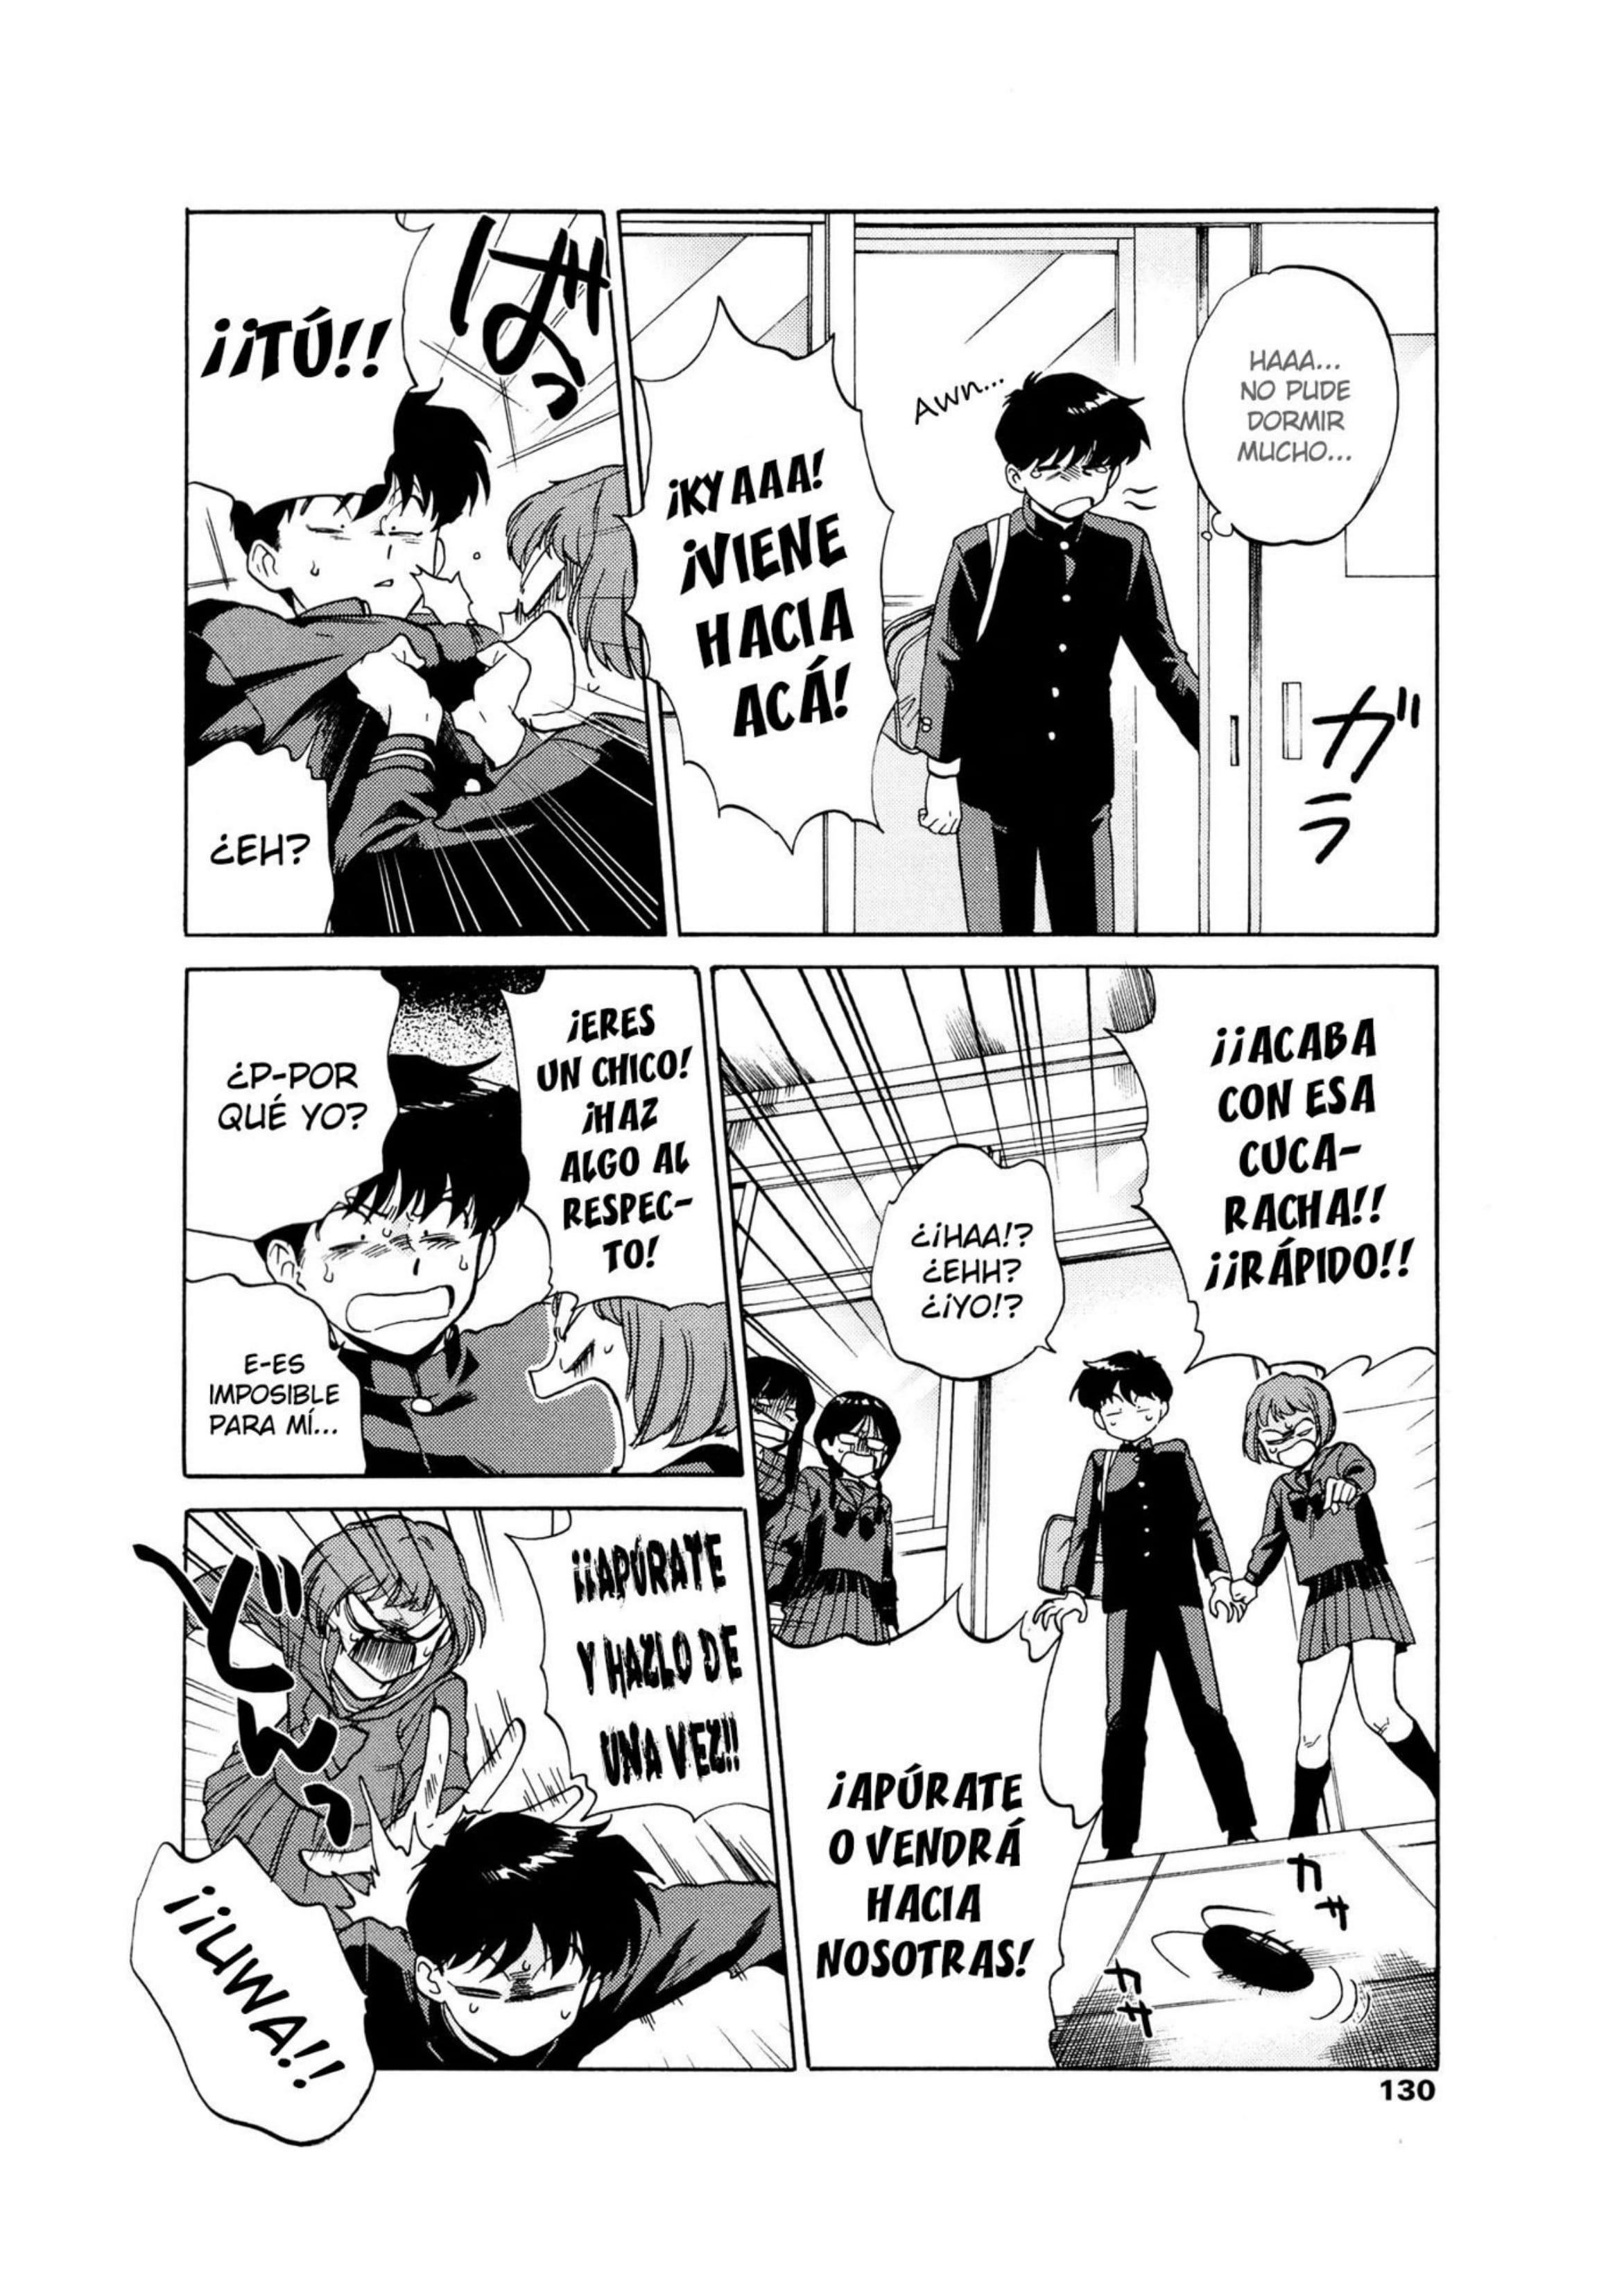 HAAA...
NO PUDE
DORMIR
MUCHO...
AWN...
ガラ
¡KYAAA!
¡VIENE
HACIA
ACÁ!
ばっ
¡¡TÚ!!
¿EH?
¡¡ACABA
CON ESA
CUCA-
RACHA!!
¡¡RÁPIDO!!
¿¡HAA!?
¿EHH?
¿¡YO!?
¡APÚRATE
O VENDRÁ
HACIA
NOSOTRAS!
カサ
カサ
¡ERES
UN CHICO!
¡HAZ
ALGO AL
RESPEC-
TO!
¿P-POR
QUÉ YO?
E-ES
IMPOSIBLE
PARA MÍ...
¡¡APÚRATE
Y HAZLO DE
UNA VEZ!!
どんっ
¡¡UWA!!
130